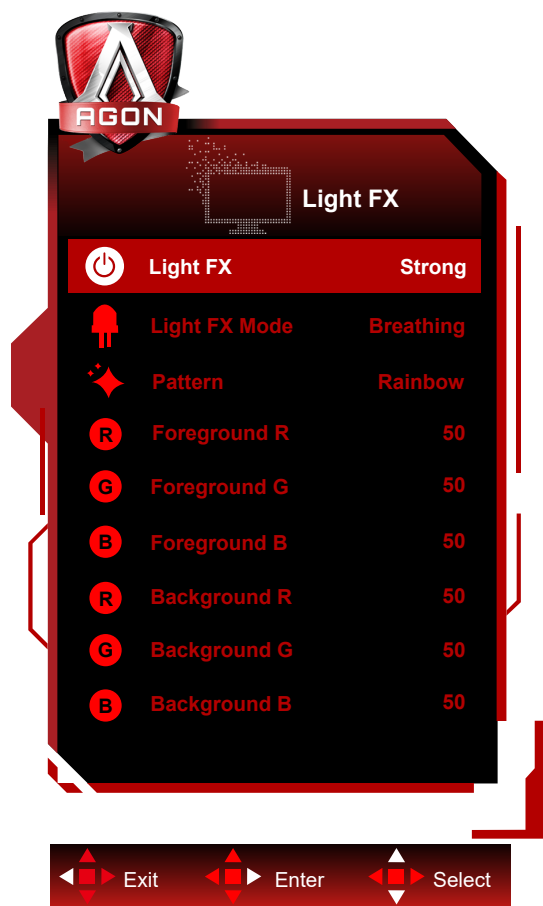 AGON
Light FX
Light FX Strong
Light FX Mode Breathing
Pattern Rainbow
R Foreground R 50
G Foreground G 50
B Foreground B 50
R Background R 50
G Background G 50
B Background B 50
Exit Enter Select